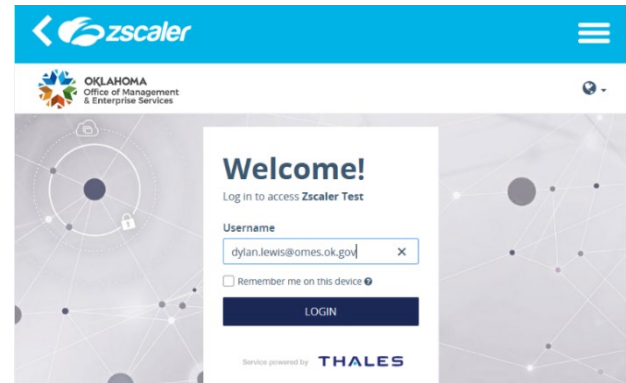 zscaler
OKLAHOMA
Office of Management
& Enterprise Services
Welcome!
Log in to access Zscaler Test
Username
dylan.lewis@omes.ok.gov
Remember me on this device
LOGIN
Service powered by THALES